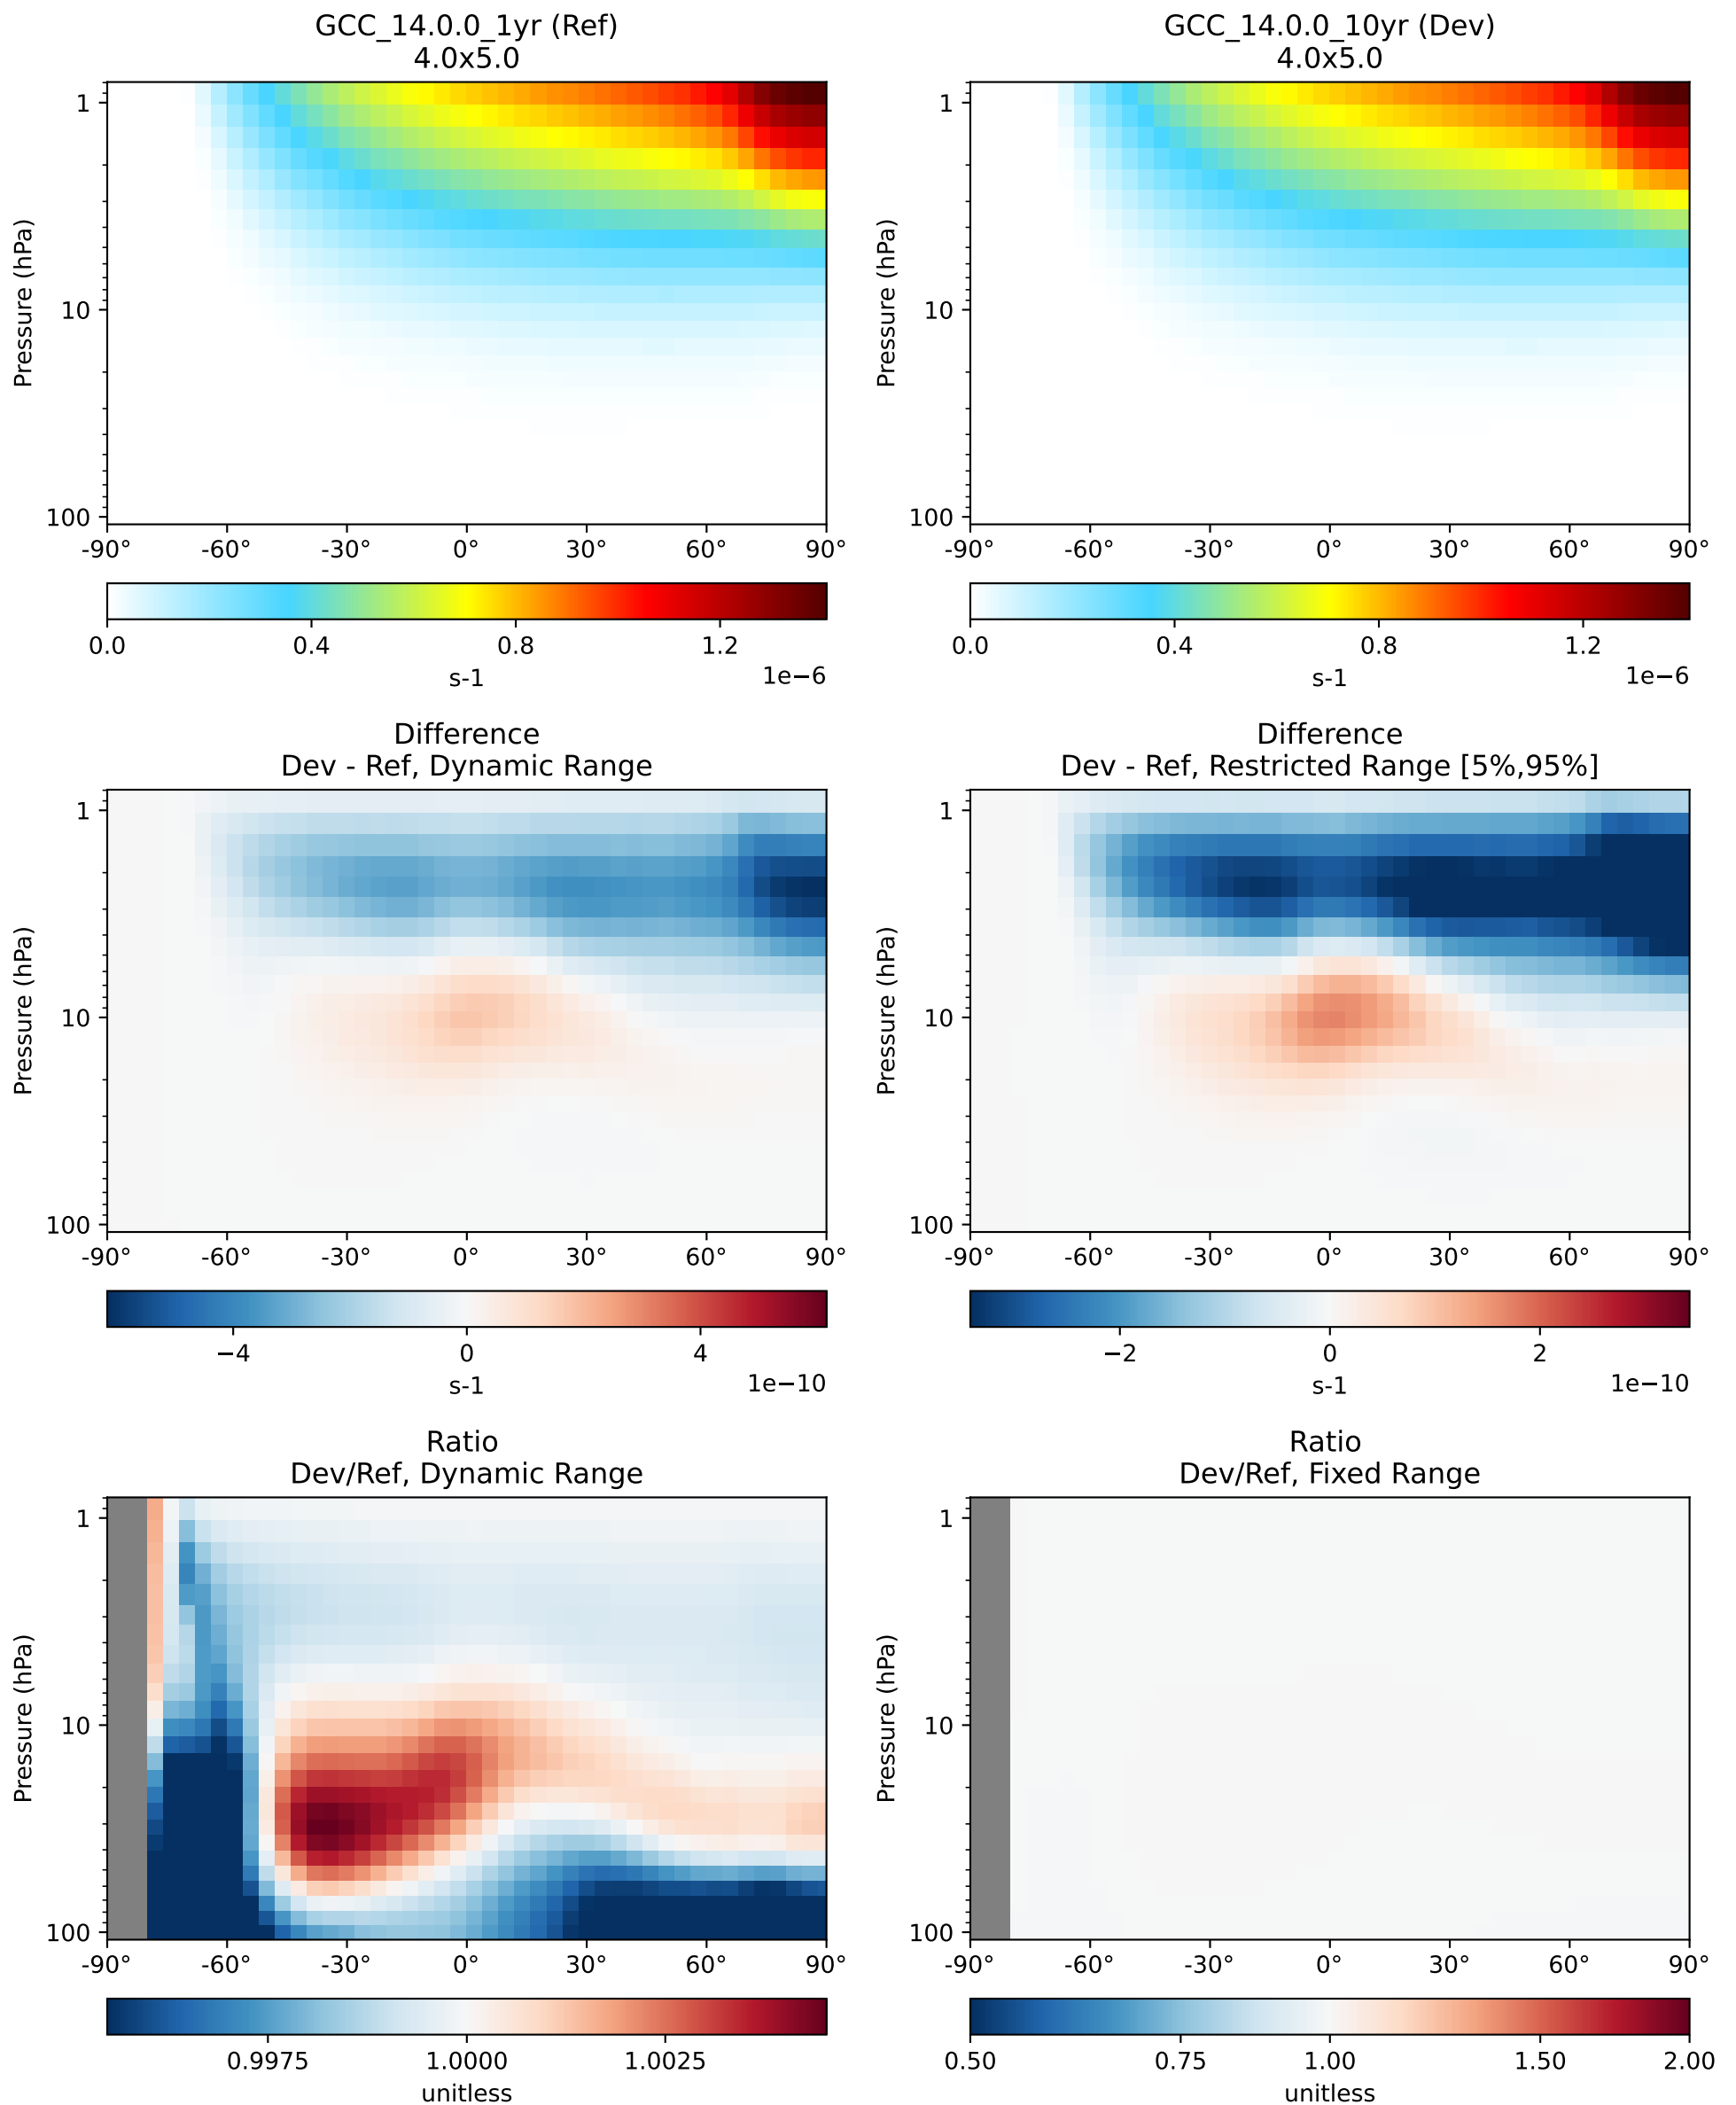 GCC_14.0.0_1yr (Ref)
4.0x5.0
GCC_14.0.0_10yr (Dev)
4.0x5.0
Pressure (hPa)
1
10
100
-90° -60° -30° 0° 30° 60° 90°
0.0 0.4 0.8 1.2
s-1
1e−6
Pressure (hPa)
1
10
100
-90° -60° -30° 0° 30° 60° 90°
0.0 0.4 0.8 1.2
s-1
1e−6
Difference
Dev - Ref, Dynamic Range
Difference
Dev - Ref, Restricted Range [5%,95%]
Pressure (hPa)
1
10
100
-90° -60° -30° 0° 30° 60° 90°
−4 0 4
s-1
1e−10
Pressure (hPa)
1
10
100
-90° -60° -30° 0° 30° 60° 90°
−2 0 2
s-1
1e−10
Ratio
Dev/Ref, Dynamic Range
Ratio
Dev/Ref, Fixed Range
Pressure (hPa)
1
10
100
-90° -60° -30° 0° 30° 60° 90°
0.9975 1.0000 1.0025
unitless
Pressure (hPa)
1
10
100
-90° -60° -30° 0° 30° 60° 90°
0.50 0.75 1.00 1.50 2.00
unitless